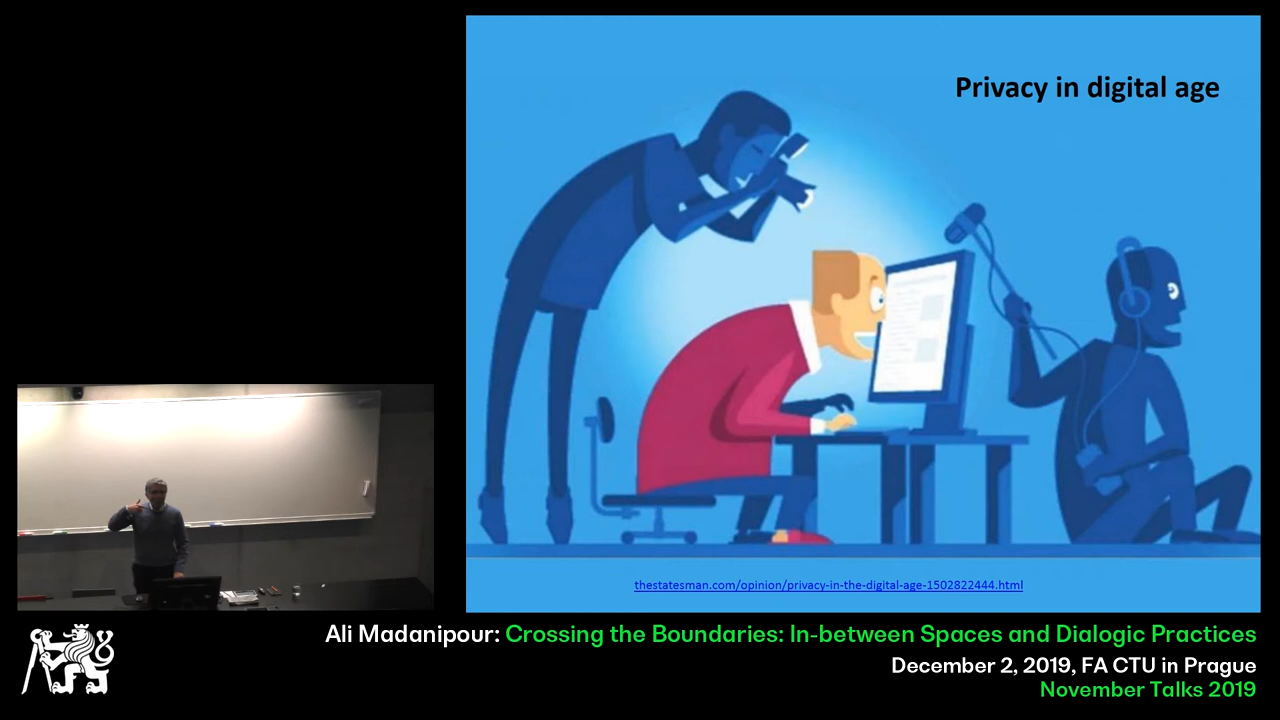 Privacy in digital age
thestatesman.com/opinion/privacy-in-the-digital-age-1502822444.html
Ali Madanipour: Crossing the Boundaries: In-between Spaces and Dialogic Practices
December 2, 2019, FA CTU in Prague
November Talks 2019